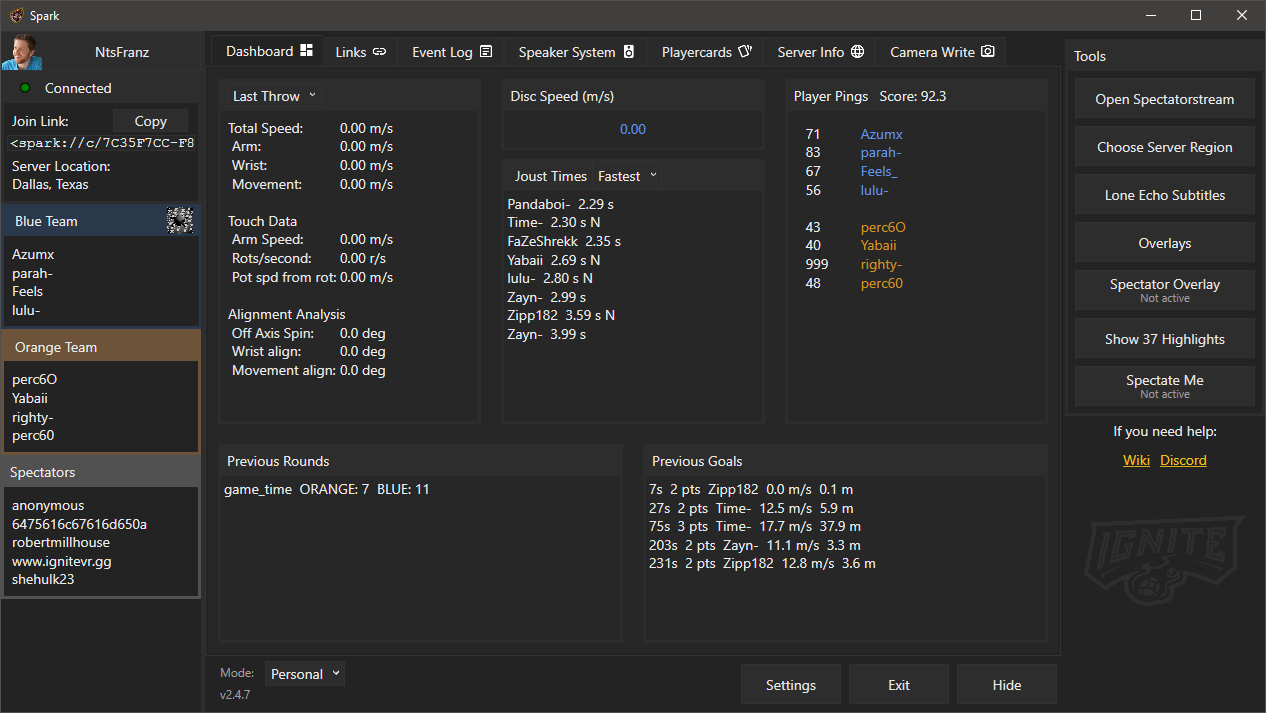 Spark
NtsFranz
Connected
Join Link:
Copy
<spark://c/7C35F7CC-F8
Server Location:
Dallas, Texas
Blue Team
Azumx
parah-
Feels
lulu-
Orange Team
perc6O
Yabaii
righty-
perc60
Spectators
anonymous
6475616c67616d650a
robertmillhouse
www.ignitevr.gg
shehulk23
Dashboard
Links
Event Log
Speaker System
Playercards
Server Info
Camera Write
Last Throw
Total Speed: 0.00 m/s
Arm: 0.00 m/s
Wrist: 0.00 m/s
Movement: 0.00 m/s
Touch Data
Arm Speed: 0.00 m/s
Rots/second: 0.00 r/s
Pot spd from rot: 0.00 m/s
Alignment Analysis
Off Axis Spin: 0.0 deg
Wrist align: 0.0 deg
Movement align: 0.0 deg
Disc Speed (m/s)
0.00
Joust Times Fastest
Pandaboi- 2.29 s
Time- 2.30 s N
FaZeShrekk 2.35 s
Yabaii 2.69 s N
lulu- 2.80 s N
Zayn- 2.99 s
Zipp182 3.59 s N
Zayn- 3.99 s
Player Pings Score: 92.3
71 Azumx
83 parah-
67 Feels_
56 lulu-
43 perc6O
40 Yabaii
999 righty-
48 perc60
Previous Rounds
game_time ORANGE: 7 BLUE: 11
Previous Goals
7s 2 pts Zipp182 0.0 m/s 0.1 m
27s 2 pts Time- 12.5 m/s 5.9 m
75s 3 pts Time- 17.7 m/s 37.9 m
203s 2 pts Zayn- 11.1 m/s 3.3 m
231s 2 pts Zipp182 12.8 m/s 3.6 m
Mode: Personal
v2.4.7
Settings
Exit
Hide
Tools
Open Spectatorstream
Choose Server Region
Lone Echo Subtitles
Overlays
Spectator Overlay
Not active
Show 37 Highlights
Spectate Me
Not active
If you need help:
Wiki Discord
IGNITE